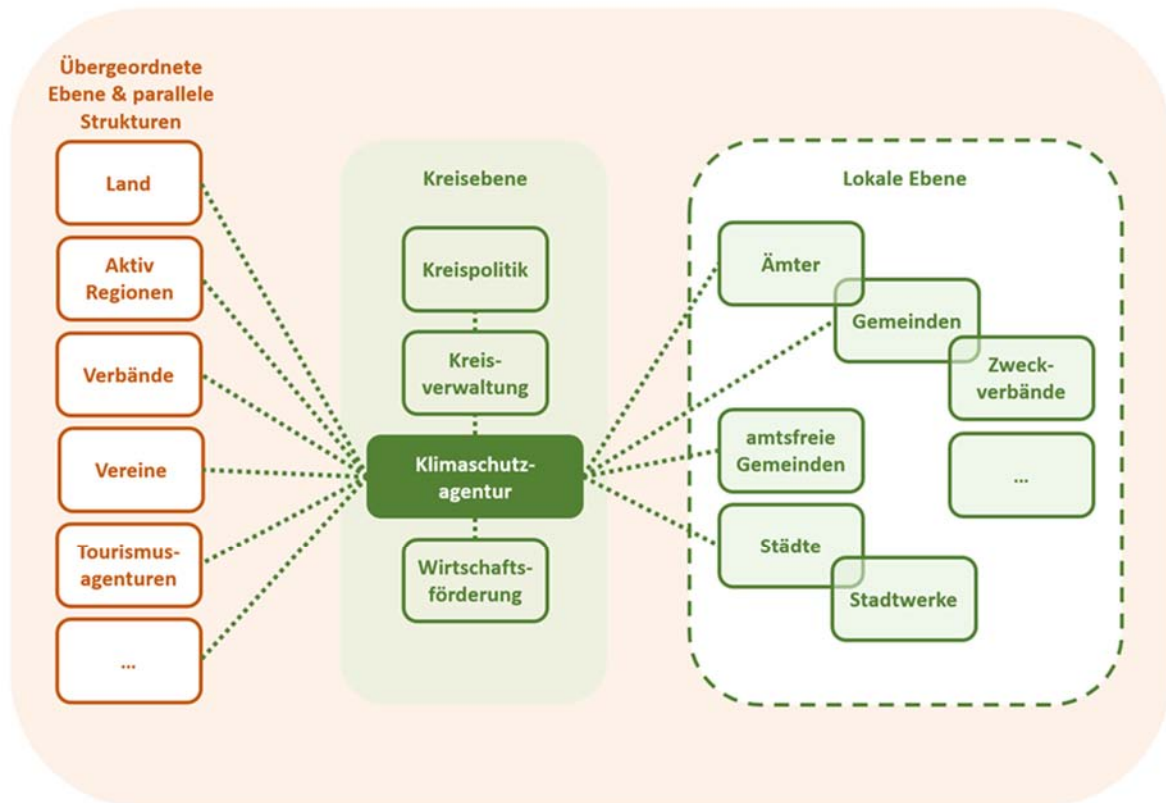 Übergeordnete
Ebene & parallele
Strukturen
Land
Aktiv
Regionen
Verbände
Vereine
Tourismus-
agenturen
...
Kreisebene
Kreispolitik
Kreis-
verwaltung
Klimaschutz-
agentur
Wirtschafts-
förderung
Lokale Ebene
Ämter
Gemeinden
Zweck-
verbände
amtsfreie
Gemeinden
...
Städte
Stadtwerke